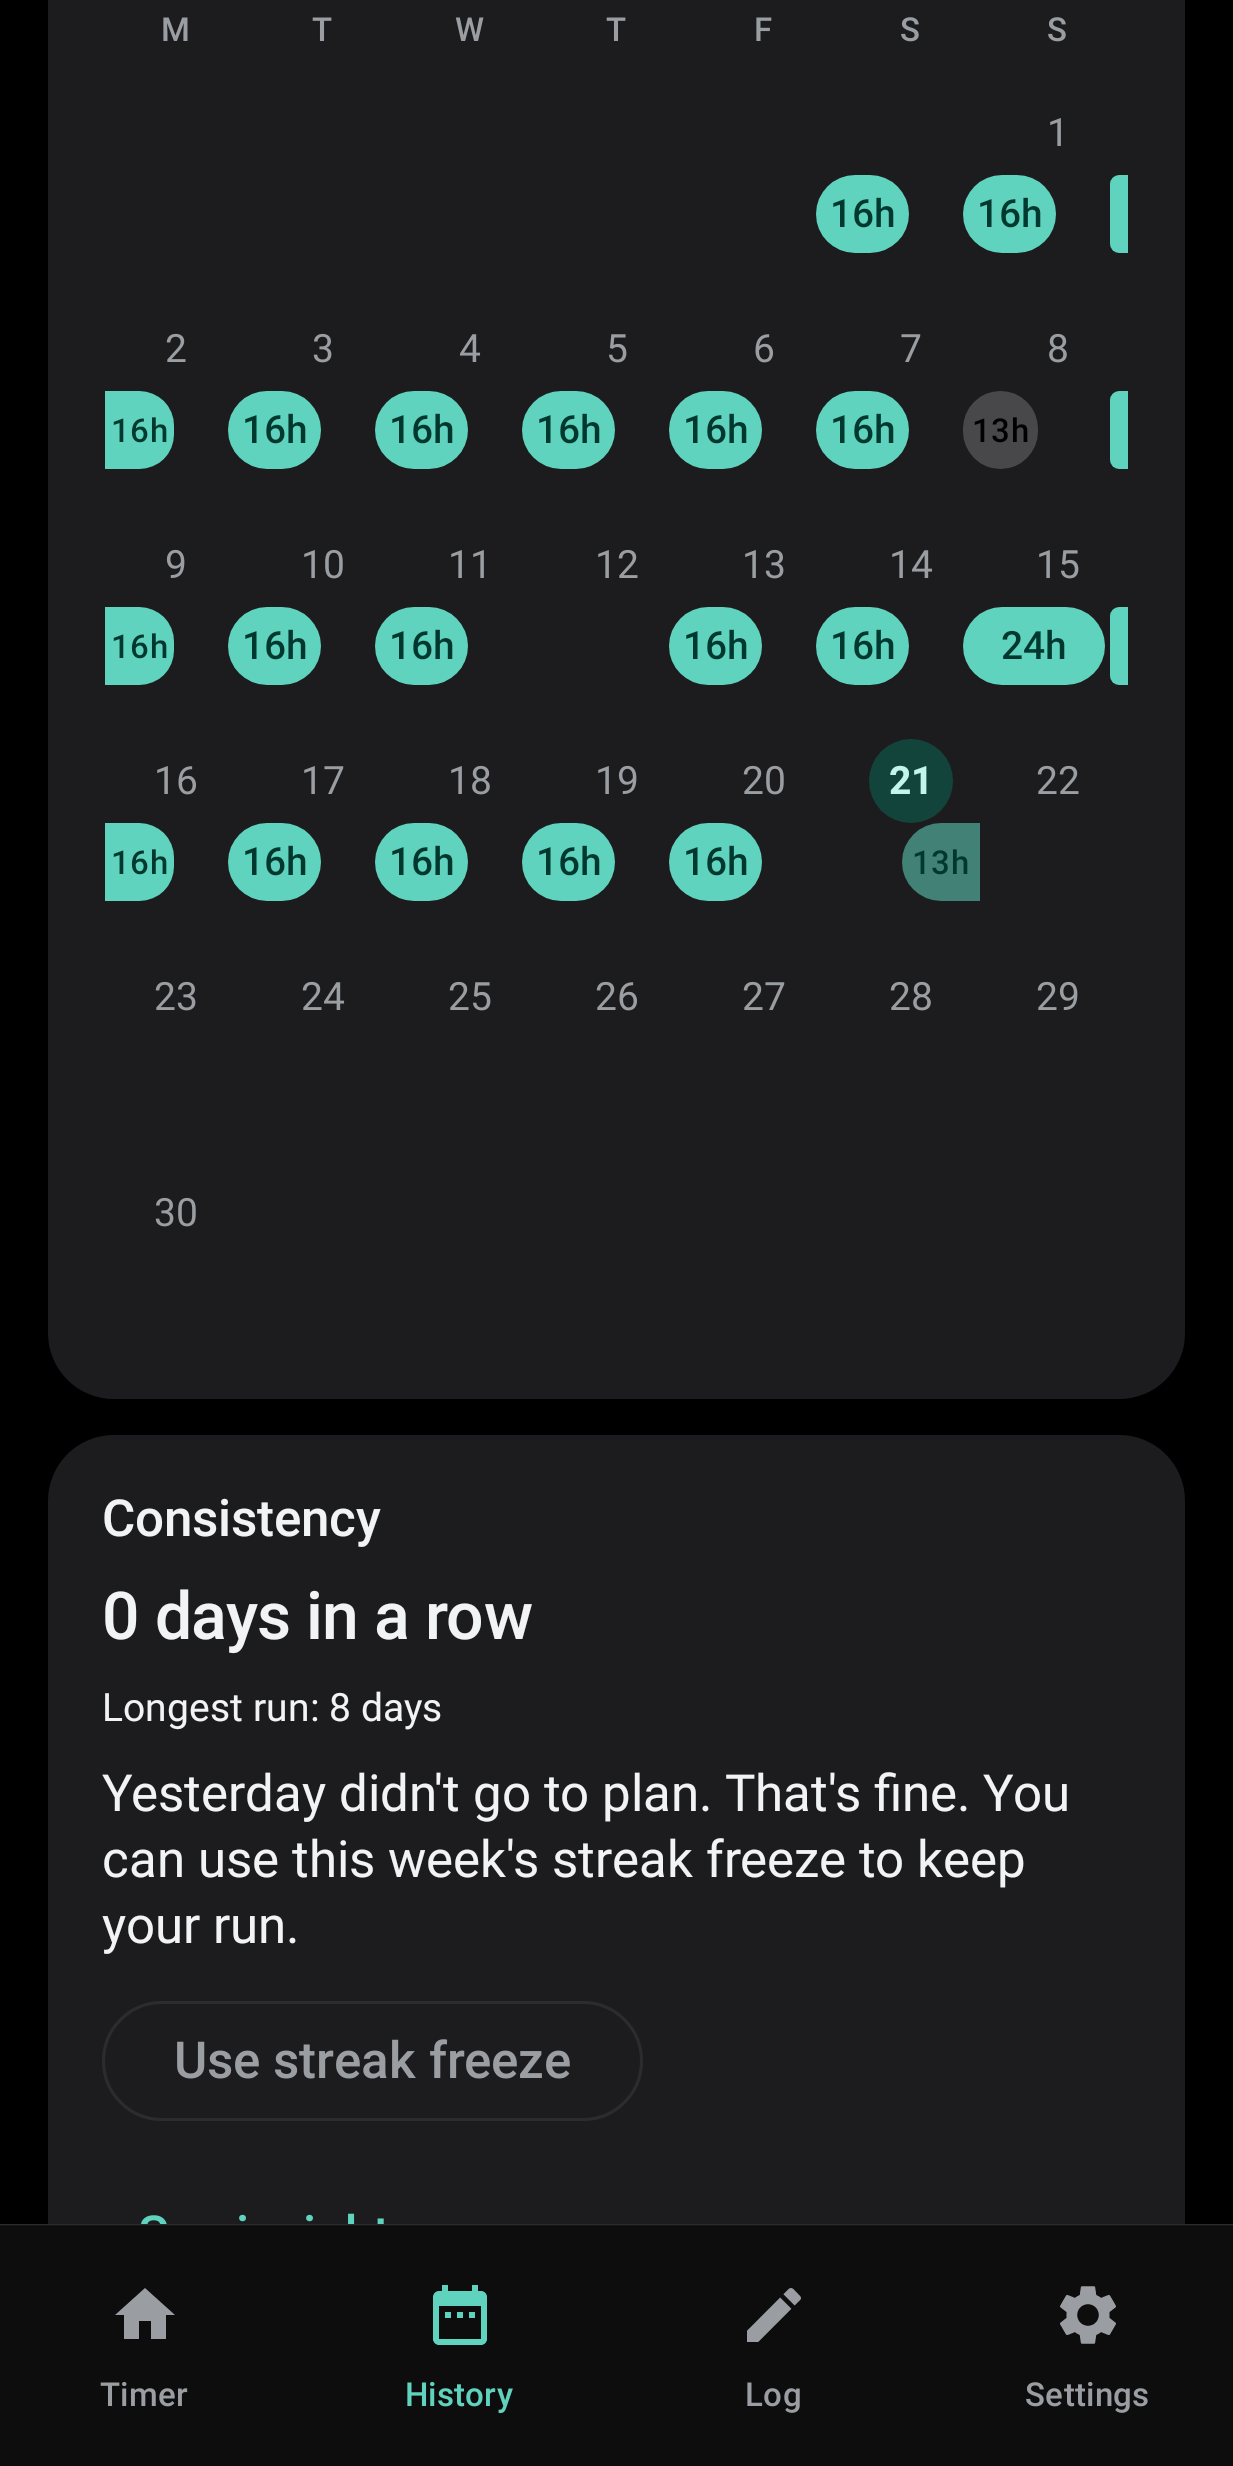 M T W T F S S
1
16h 16h
2 3 4 5 6 7 8
16h 16h 16h 16h 16h 16h 13h
9 10 11 12 13 14 15
16h 16h 16h 16h 16h 24h
16 17 18 19 20 21 22
16h 16h 16h 16h 16h 13h
23 24 25 26 27 28 29
30
Consistency
0 days in a row
Longest run: 8 days
Yesterday didn't go to plan. That's fine. You
can use this week's streak freeze to keep
your run.
Use streak freeze
Timer History Log Settings